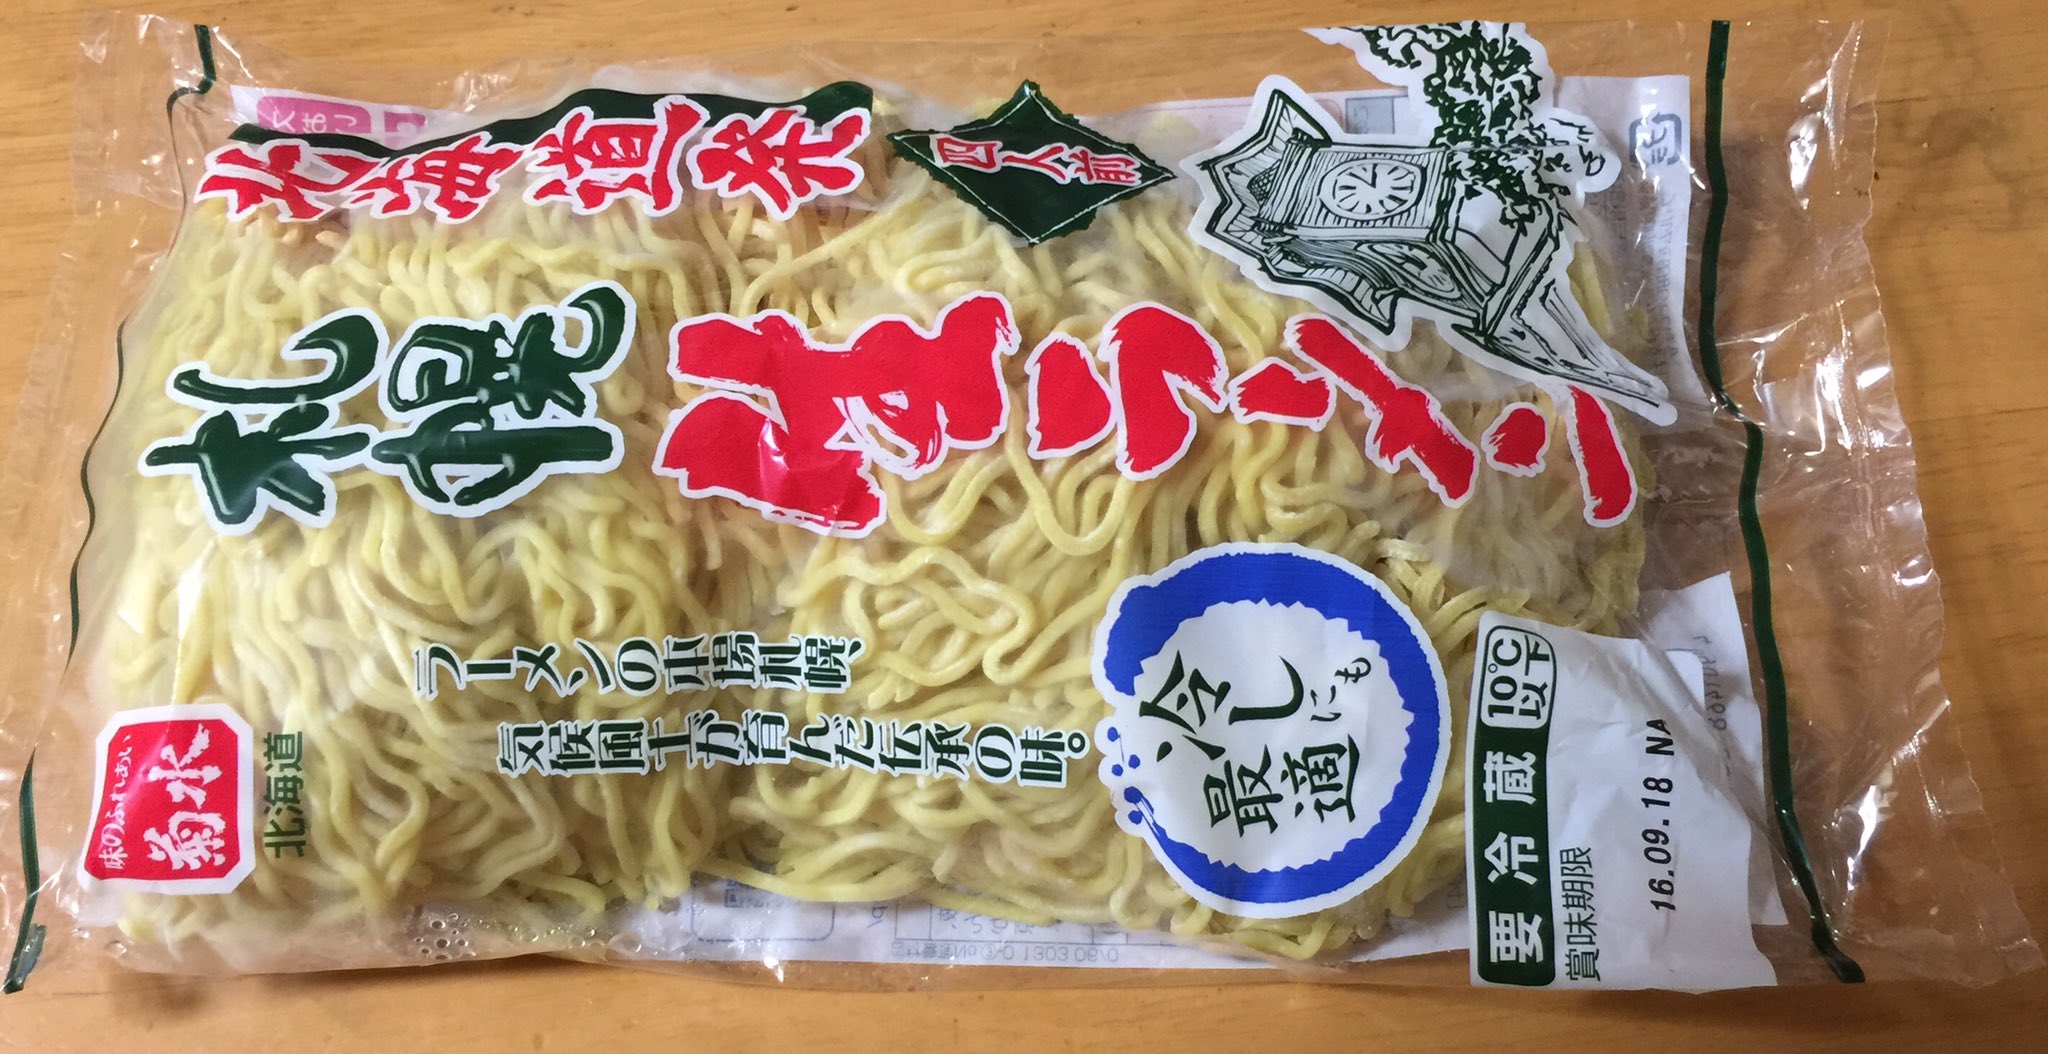 北海道発
四人前
札幌
生ラーメン
ラーメンの本場札幌、
気候風土が育んだ伝承の味。
冷しにも
最適
味のふれあい
菊水
北海道
要冷蔵 10℃以下
賞味期限
16.09.18 NA